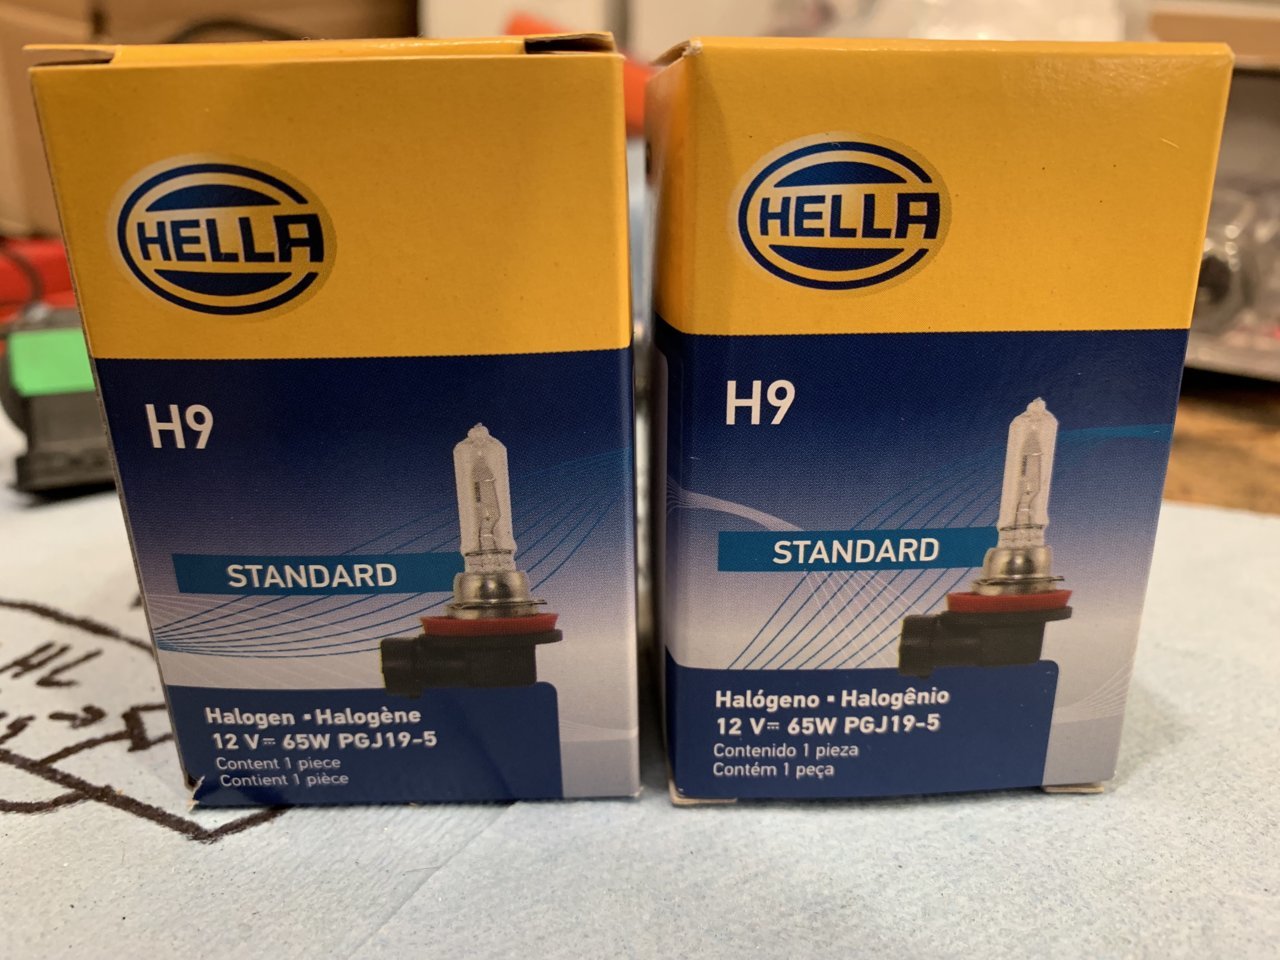 HELLA
H9
STANDARD
Halogen ▪ Halogène
12 V⎓ 65W PGJ19-5
Content 1 piece
Contient 1 pièce
HELLA
H9
STANDARD
Halógeno ▪ Halogênio
12 V⎓ 65W PGJ19-5
Contenido 1 pieza
Contém 1 peça